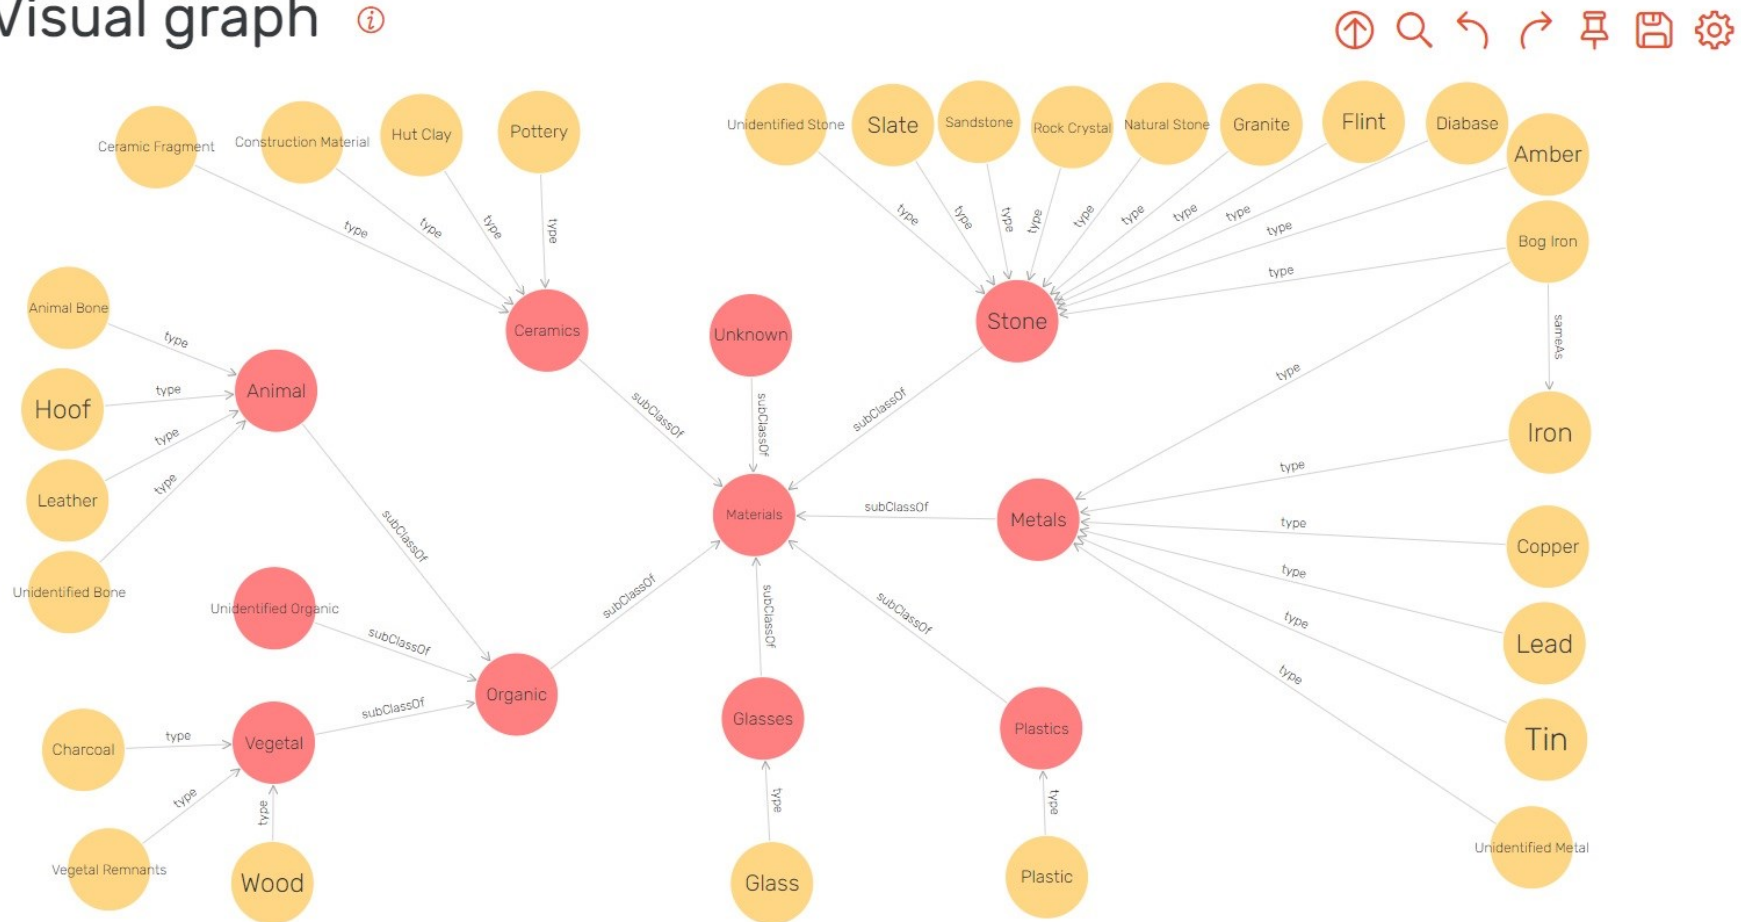 Visual graph
Ceramic Fragment
Construction Material
Hut Clay
Pottery
Unidentified Stone
Slate
Sandstone
Rock Crystal
Natural Stone
Granite
Flint
Diabase
Amber
type
type
type
type
type
type
type
type
type
type
type
type
type
Bog Iron
type
Animal Bone
type
Ceramics
Unknown
Stone
sameAs
type
Hoof
type
Animal
type
subClassOf
subClassOf
subClassOf
Iron
type
Leather
type
subClassOf
Materials
subClassOf
Metals
type
Copper
Unidentified Bone
Unidentified Organic
subClassOf
subClassOf
subClassOf
subClassOf
type
type
Lead
subClassOf
Organic
type
Charcoal
type
Vegetal
Glasses
Plastics
Tin
type
type
type
type
Vegetal Remnants
Wood
Glass
Plastic
Unidentified Metal